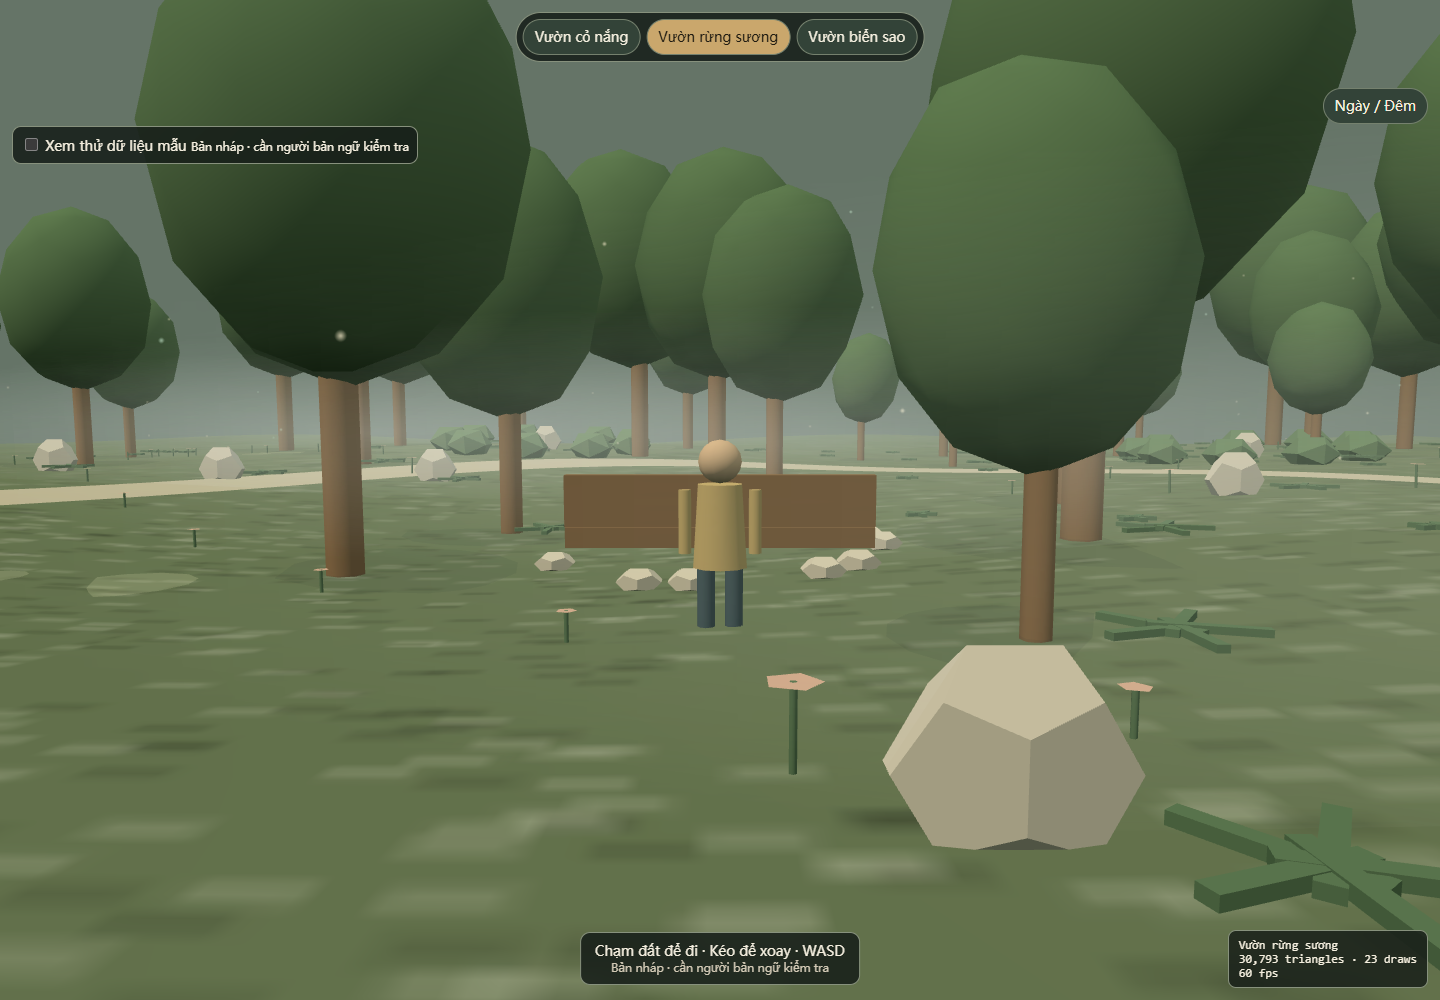 Vườn cỏ nắng
Vườn rừng sương
Vườn biển sao
Ngày / Đêm
Xem thử dữ liệu mẫu Bản nháp · cần người bản ngữ kiểm tra
Chạm đất để đi · Kéo để xoay · WASD
Bản nháp · cần người bản ngữ kiểm tra
Vườn rừng sương
30,793 triangles · 23 draws
60 fps